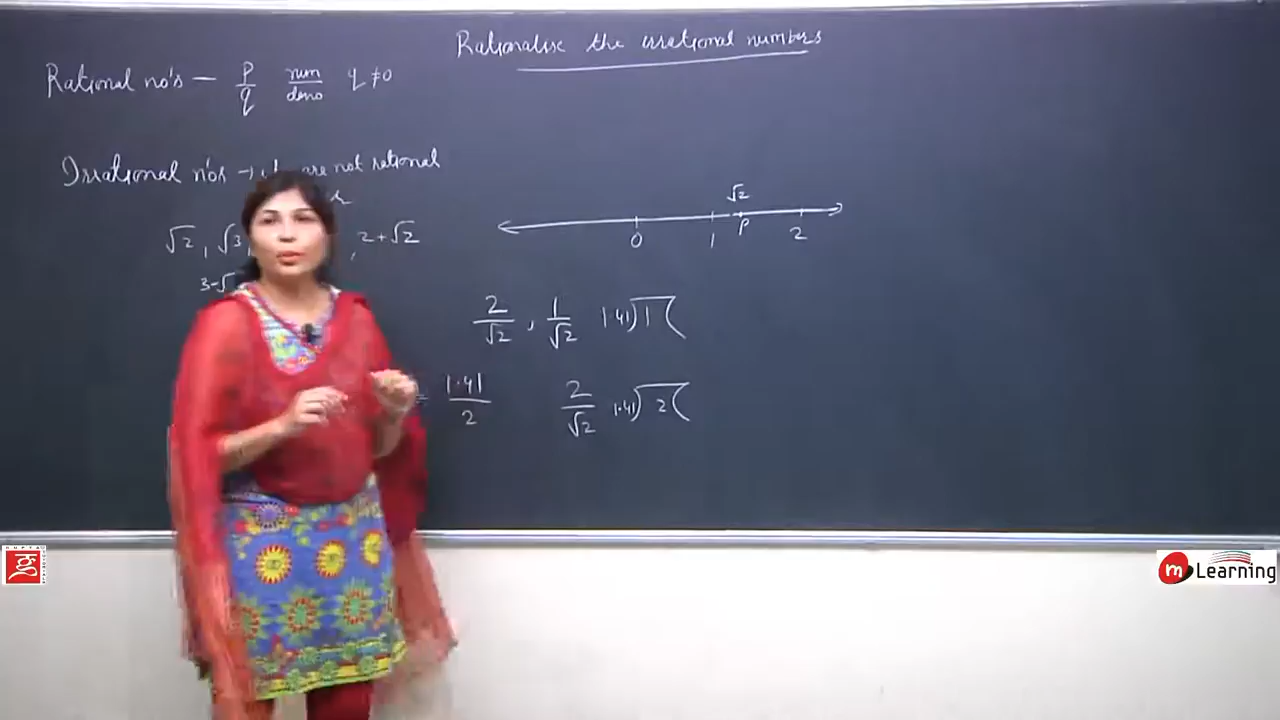 Rationalise the irrational numbers
Rational no's — p/q num/deno q ≠ 0
Irrational no's → are not rational
√2, √3, , 2+√2
3-√
√2
0 1 P 2
2/√2 , 1/√2 1.41)1(
= 1.41/2 2/√2 1.41)2(
GUPTA
ग
m Learning